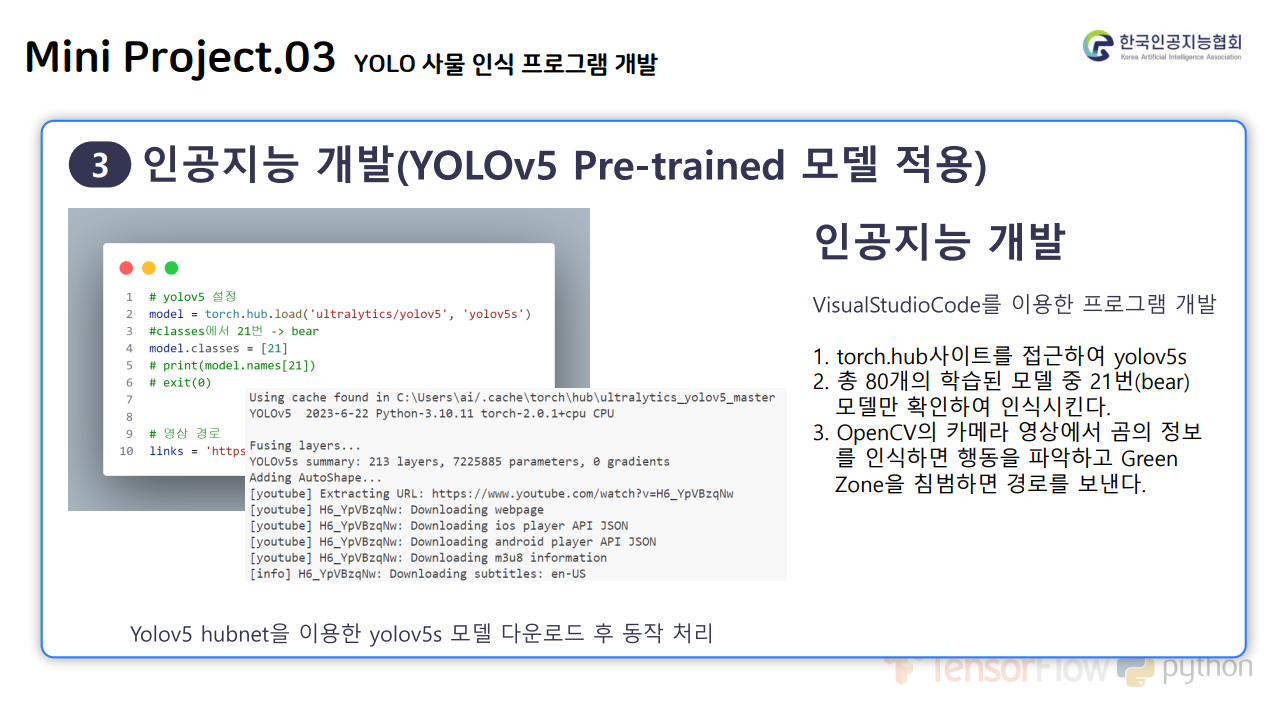 Mini Project.03 YOLO 사물 인식 프로그램 개발
한국인공지능협회
Korea Artificial Intelligence Association
3 인공지능 개발(YOLOv5 Pre-trained 모델 적용)
1 # yolov5 설정
2 model = torch.hub.load('ultralytics/yolov5', 'yolov5s')
3 #classes에서 21번 -> bear
4 model.classes = [21]
5 # print(model.names[21])
6 # exit(0)
7
8
9 # 영상 경로
10 links = 'https
Using cache found in C:\Users\ai/.cache\torch\hub\ultralytics_yolov5_master
YOLOv5 2023-6-22 Python-3.10.11 torch-2.0.1+cpu CPU
Fusing layers...
YOLOv5s summary: 213 layers, 7225885 parameters, 0 gradients
Adding AutoShape...
[youtube] Extracting URL: https://www.youtube.com/watch?v=H6_YpVBzqNw
[youtube] H6_YpVBzqNw: Downloading webpage
[youtube] H6_YpVBzqNw: Downloading ios player API JSON
[youtube] H6_YpVBzqNw: Downloading android player API JSON
[youtube] H6_YpVBzqNw: Downloading m3u8 information
[info] H6_YpVBzqNw: Downloading subtitles: en-US
Yolov5 hubnet을 이용한 yolov5s 모델 다운로드 후 동작 처리
인공지능 개발
VisualStudioCode를 이용한 프로그램 개발
1. torch.hub사이트를 접근하여 yolov5s
2. 총 80개의 학습된 모델 중 21번(bear)
모델만 확인하여 인식시킨다.
3. OpenCV의 카메라 영상에서 곰의 정보
를 인식하면 행동을 파악하고 Green
Zone을 침범하면 경로를 보낸다.
TensorFlow python